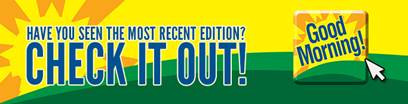 HAVE YOU SEEN THE MOST RECENT EDITION?
CHECK IT OUT!
Good
Morning!